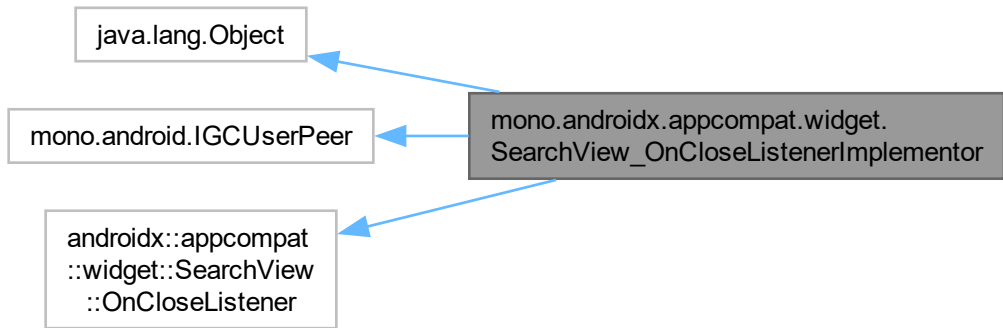 java.lang.Object
mono.android.IGCUserPeer
androidx::appcompat
::widget::SearchView
::OnCloseListener
mono.androidx.appcompat.widget.
SearchView_OnCloseListenerImplementor